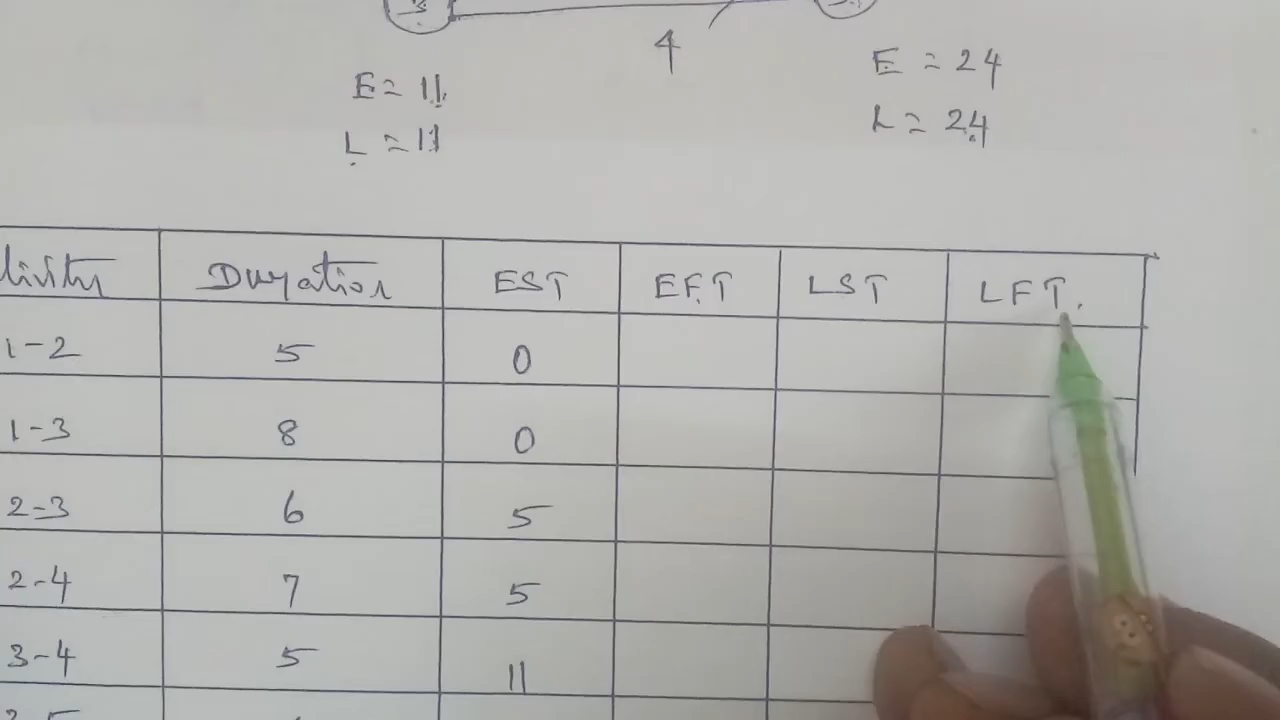 4
E = 24
L = 24
E = 11
L = 11
Duration EST EFT LST LFT.
1-2 5 0
1-3 8 0
2-3 6 5
2-4 7 5
3-4 5 11